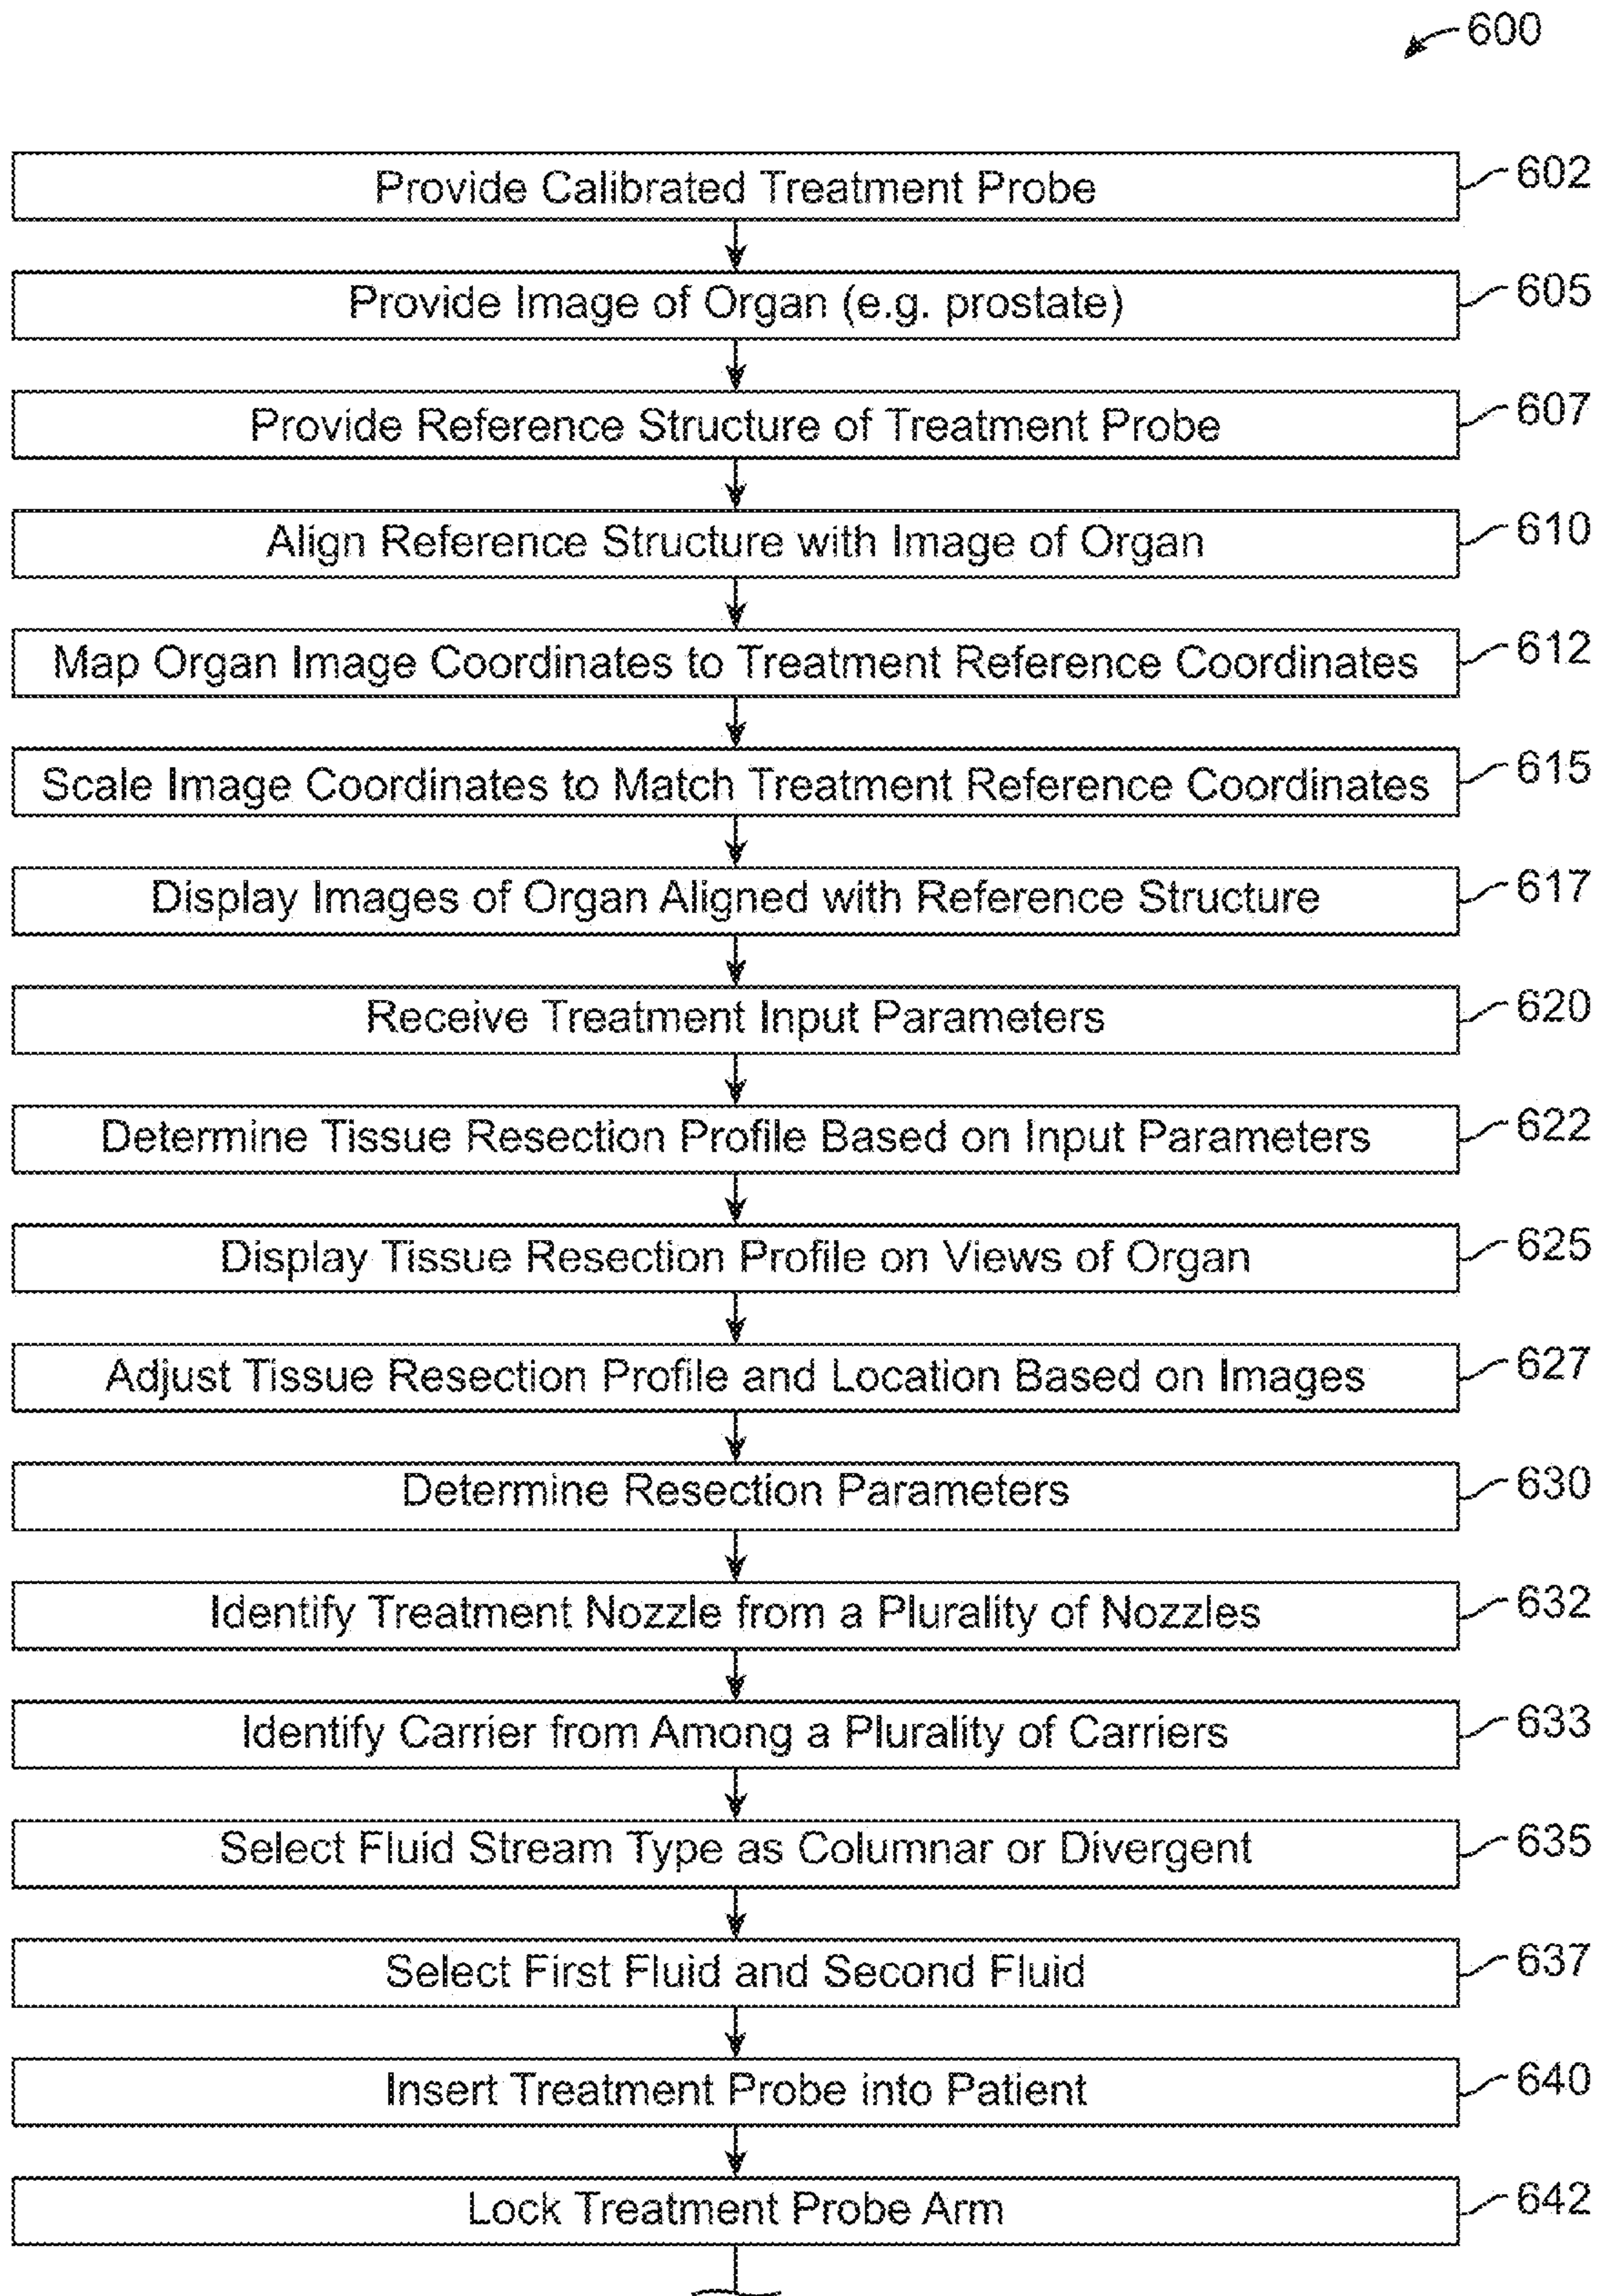 600
Provide Calibrated Treatment Probe 602
Provide Image of Organ (e.g. prostate) 605
Provide Reference Structure of Treatment Probe 607
Align Reference Structure with Image of Organ 610
Map Organ Image Coordinates to Treatment Reference Coordinates 612
Scale Image Coordinates to Match Treatment Reference Coordinates 615
Display Images of Organ Aligned with Reference Structure 617
Receive Treatment Input Parameters 620
Determine Tissue Resection Profile Based on Input Parameters 622
Display Tissue Resection Profile on Views of Organ 625
Adjust Tissue Resection Profile and Location Based on Images 627
Determine Resection Parameters 630
Identify Treatment Nozzle from a Plurality of Nozzles 632
Identify Carrier from Among a Plurality of Carriers 633
Select Fluid Stream Type as Columnar or Divergent 635
Select First Fluid and Second Fluid 637
Insert Treatment Probe into Patient 640
Lock Treatment Probe Arm 642